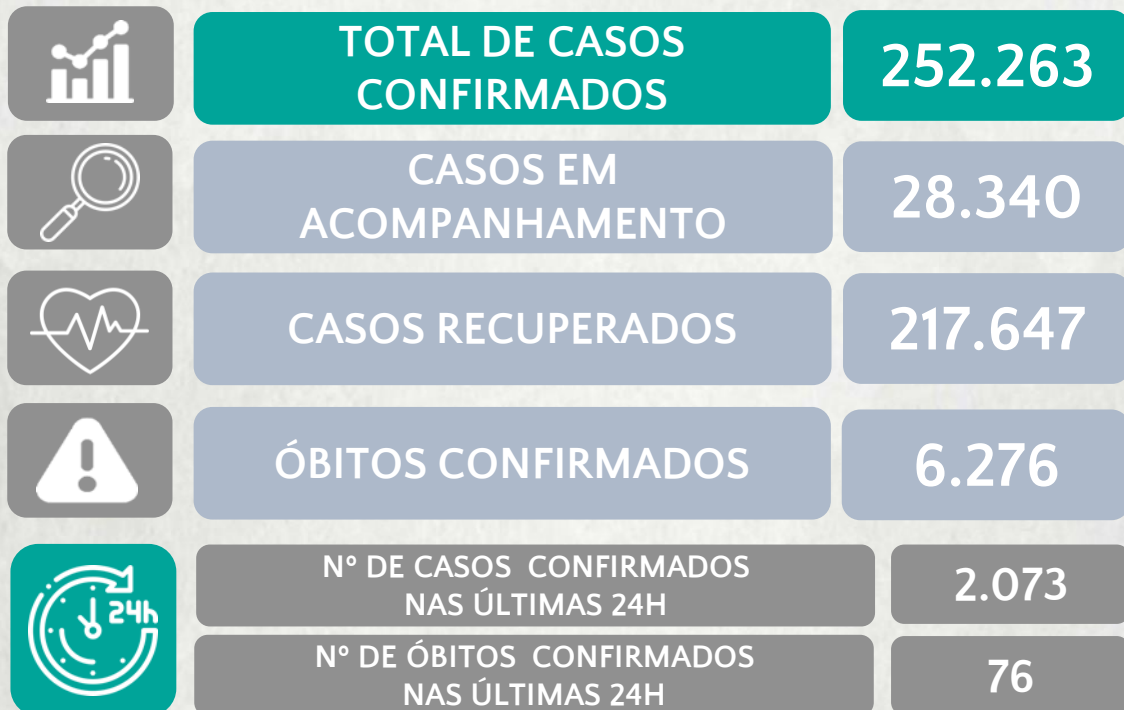 TOTAL DE CASOS
CONFIRMADOS
252.263
CASOS EM
ACOMPANHAMENTO
28.340
CASOS RECUPERADOS
217.647
ÓBITOS CONFIRMADOS
6.276
24h
Nº DE CASOS CONFIRMADOS
NAS ÚLTIMAS 24H
2.073
Nº DE ÓBITOS CONFIRMADOS
NAS ÚLTIMAS 24H
76